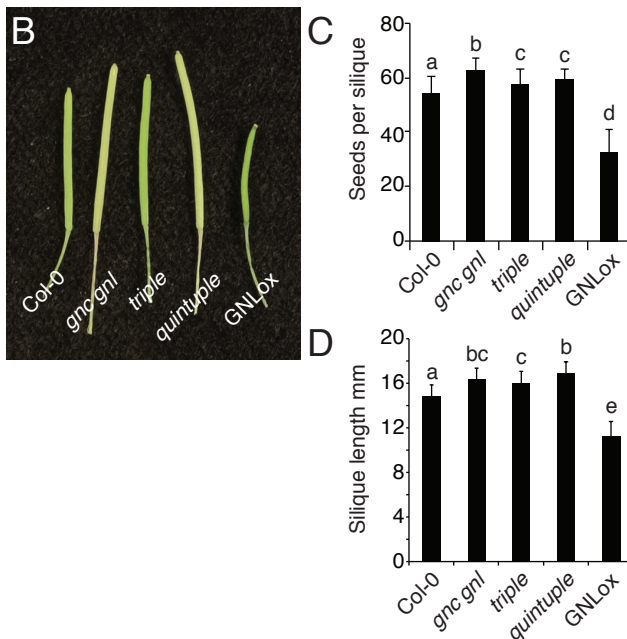 B
Col-0
gnc gnl
triple
quintuple
GNLox
C
Seeds per silique
80
60
40
20
0
a
b
c
c
d
Col-0
gnc gnl
triple
quintuple
GNLox
D
Silique length mm
20
16
12
8
4
0
a
bc
c
b
e
Col-0
gnc gnl
triple
quintuple
GNLox